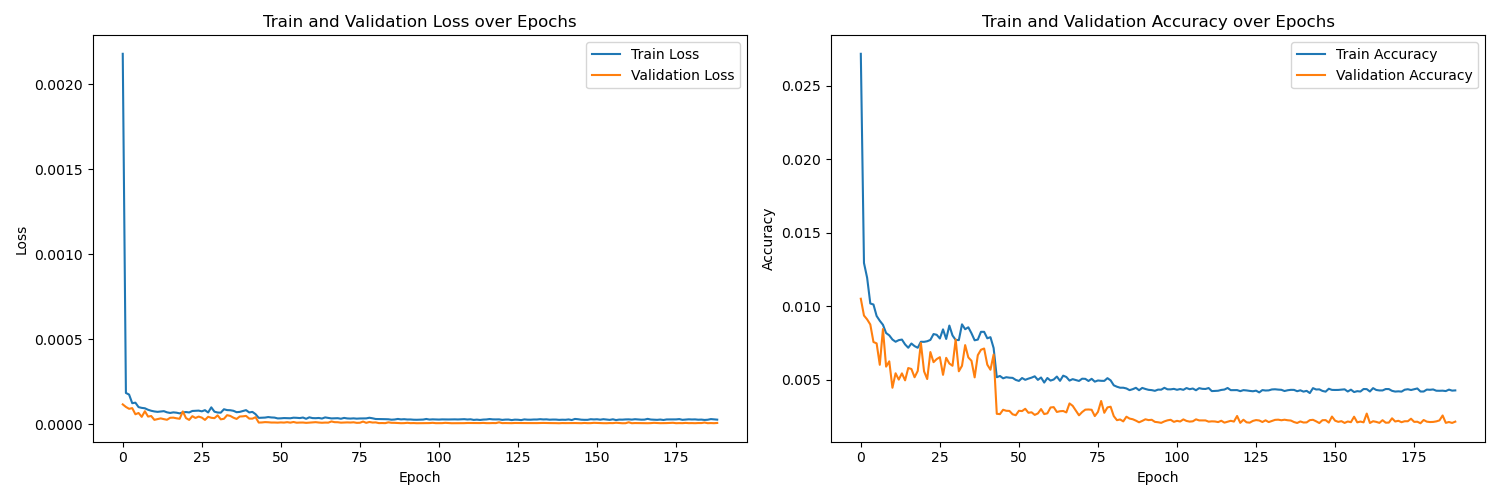 Train and Validation Loss over Epochs
Train Loss
Validation Loss
0.0020
0.0015
0.0010
0.0005
0.0000
Loss
0 25 50 75 100 125 150 175
Epoch
Train and Validation Accuracy over Epochs
Train Accuracy
Validation Accuracy
0.025
0.020
0.015
0.010
0.005
Accuracy
0 25 50 75 100 125 150 175
Epoch